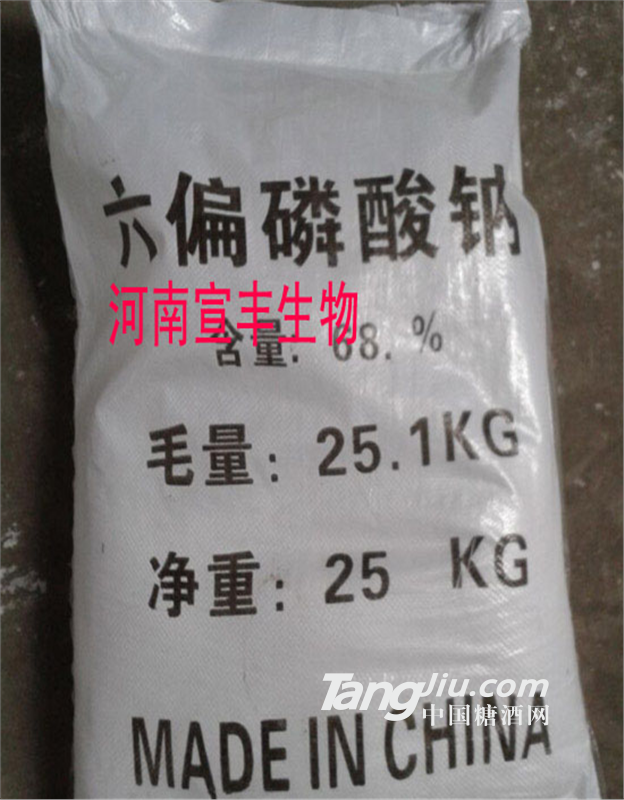 六偏磷酸钠
河南宣丰生物
含量: 68. %
毛量: 25.1KG
净重: 25 KG
TangJiu.com
中国糖酒网
MADE IN CHINA